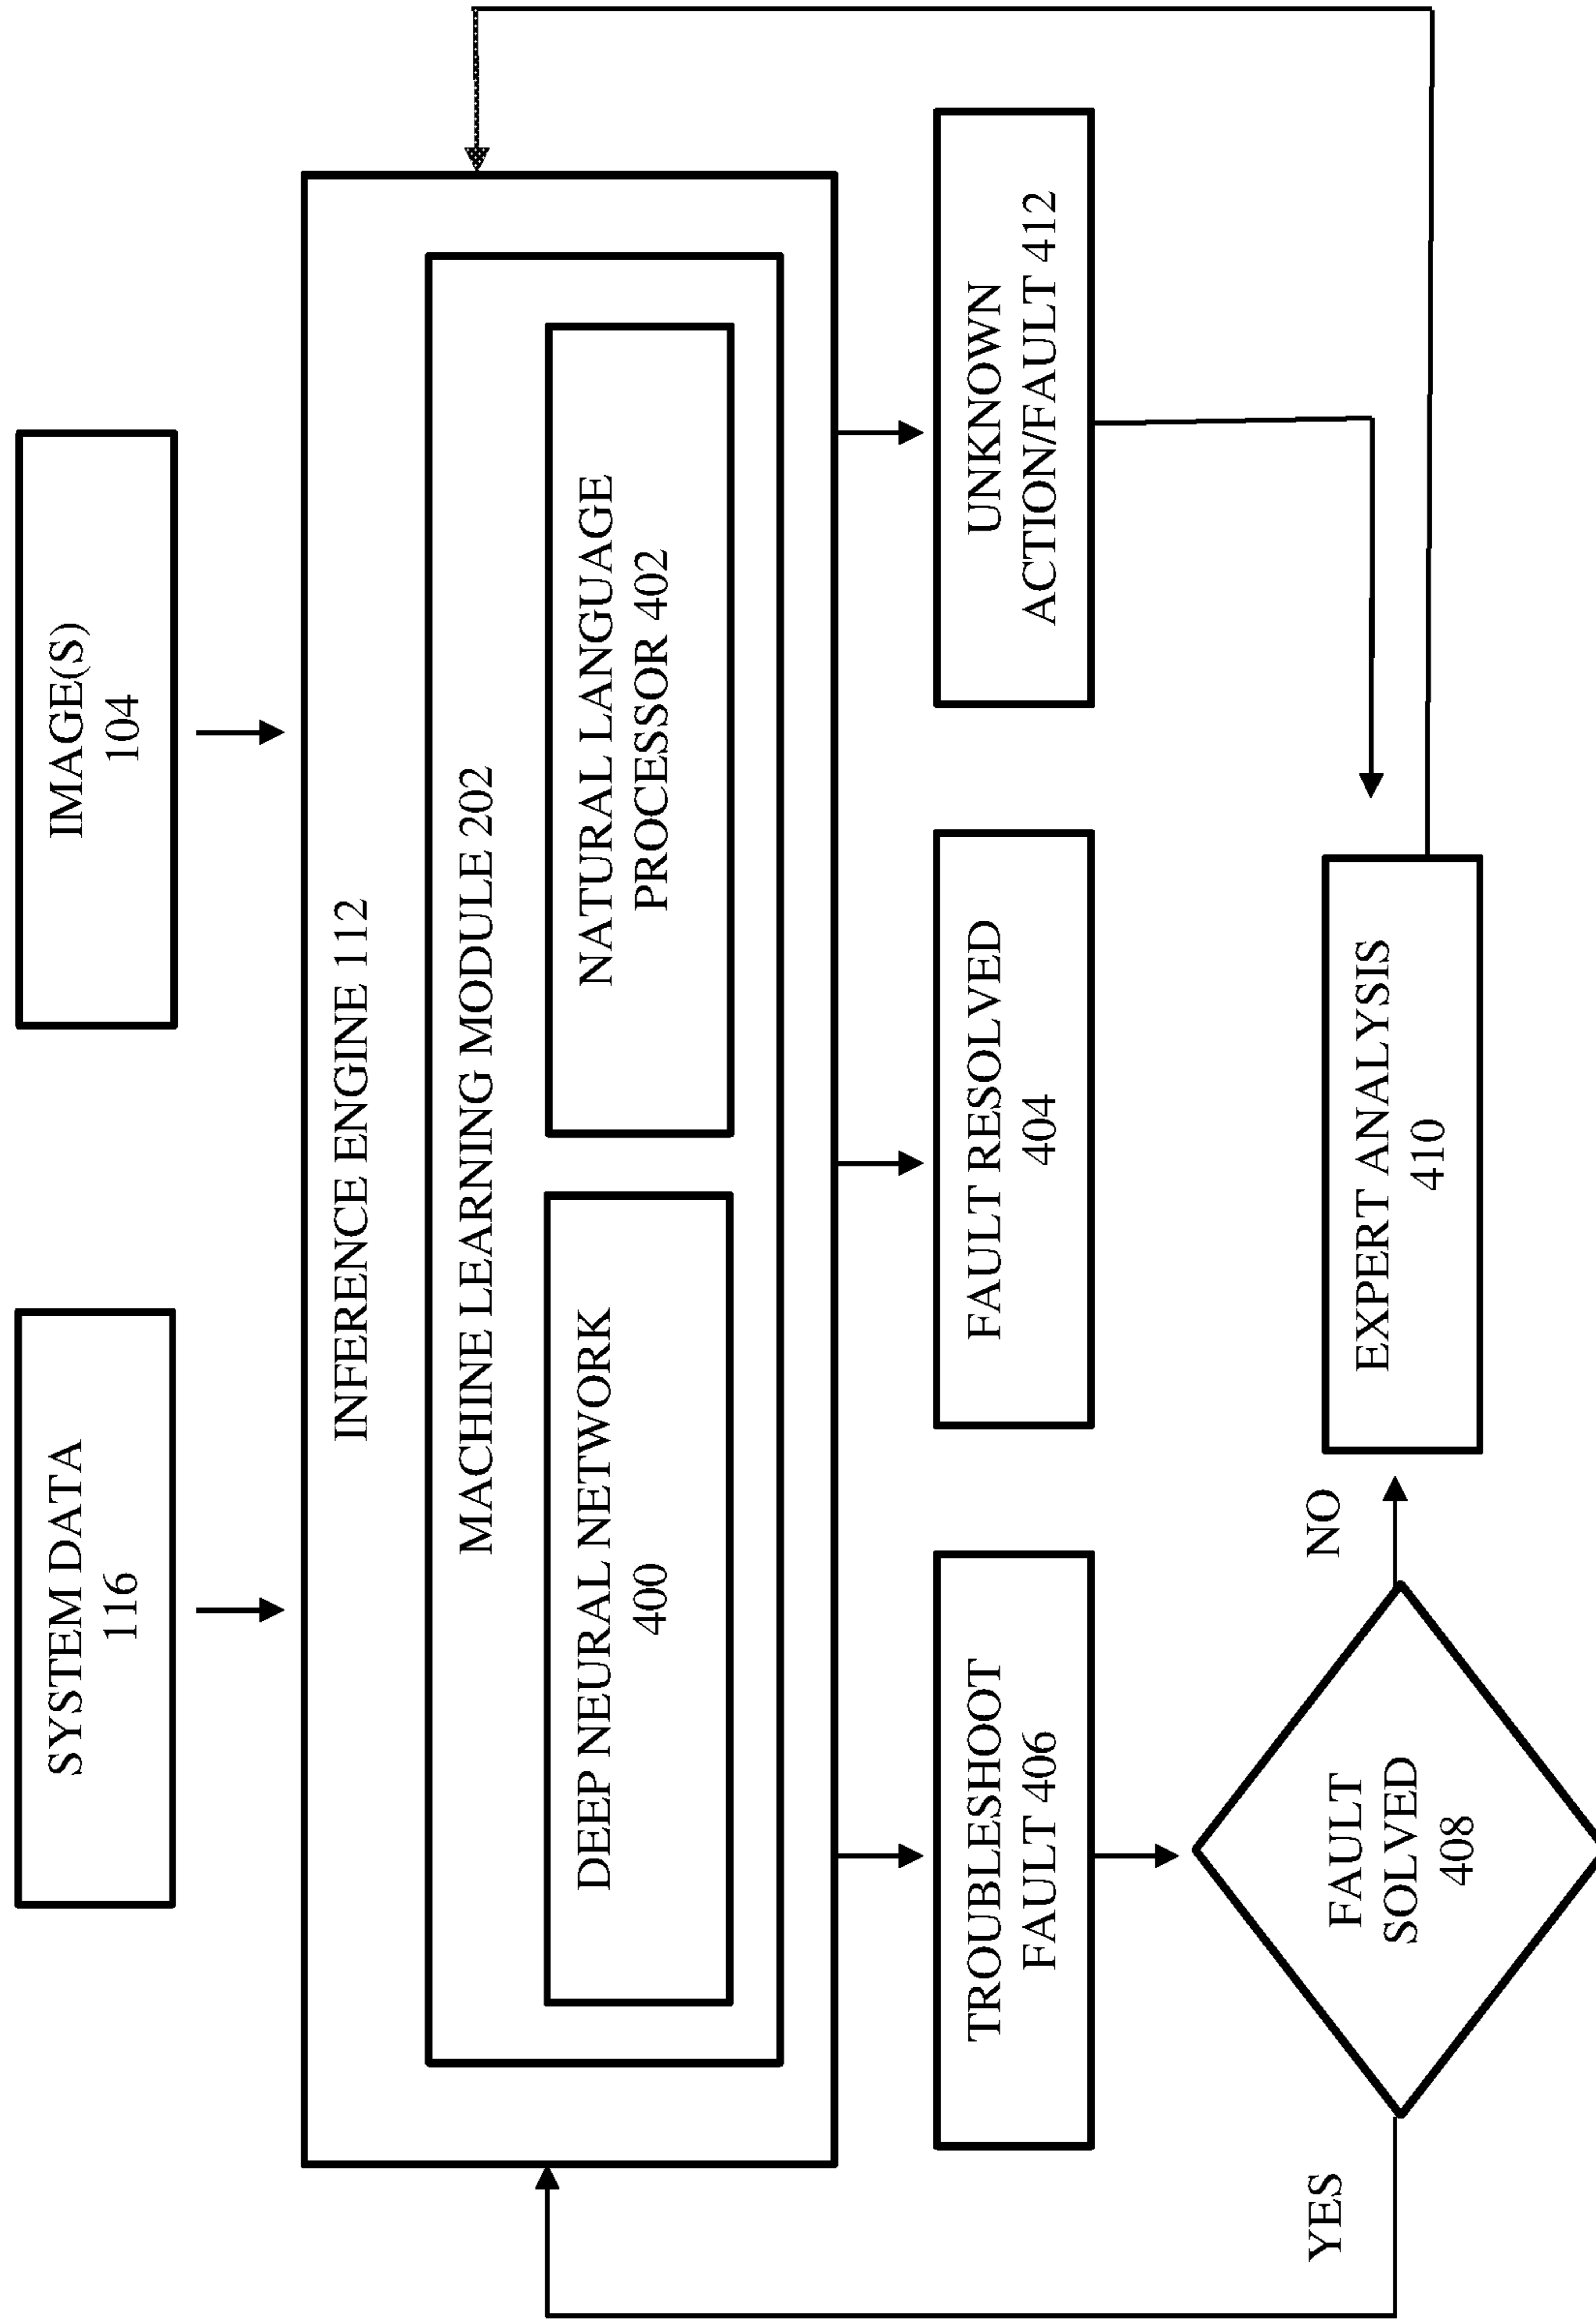 SYSTEM DATA
116
IMAGE(S)
104
INFERENCE ENGINE 112
MACHINE LEARNING MODULE 202
DEEP NEURAL NETWORK
400
NATURAL LANGUAGE
PROCESSOR 402
TROUBLESHOOT
FAULT 406
FAULT RESOLVED
404
UNKNOWN
ACTION/FAULT 412
YES
FAULT
SOLVED
408
NO
EXPERT ANALYSIS
410